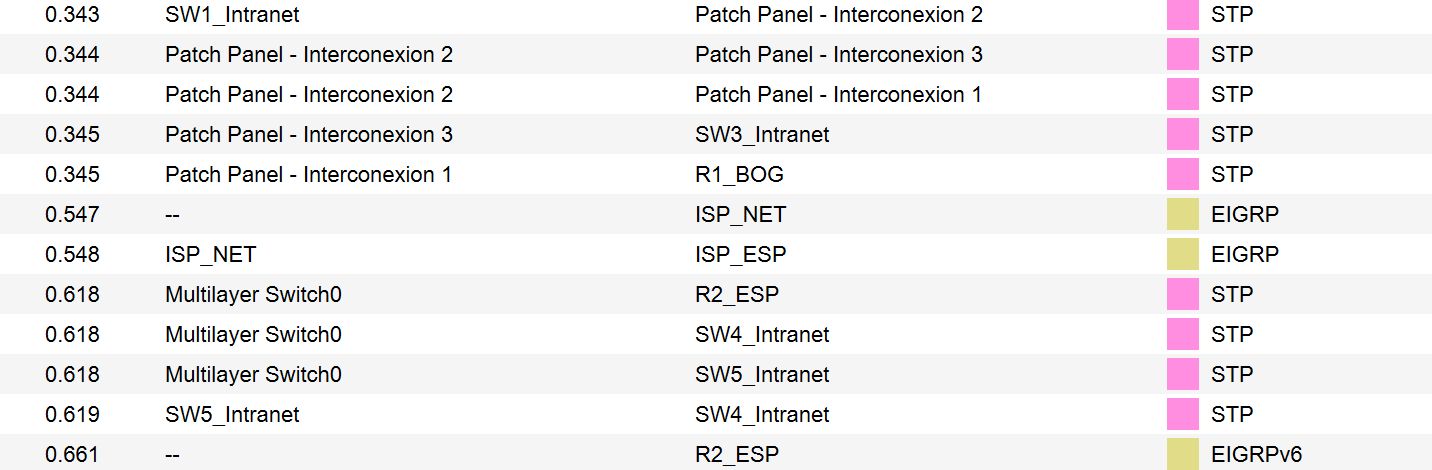 0.343 SW1_Intranet Patch Panel - Interconexion 2 STP
0.344 Patch Panel - Interconexion 2 Patch Panel - Interconexion 3 STP
0.344 Patch Panel - Interconexion 2 Patch Panel - Interconexion 1 STP
0.345 Patch Panel - Interconexion 3 SW3_Intranet STP
0.345 Patch Panel - Interconexion 1 R1_BOG STP
0.547 -- ISP_NET EIGRP
0.548 ISP_NET ISP_ESP EIGRP
0.618 Multilayer Switch0 R2_ESP STP
0.618 Multilayer Switch0 SW4_Intranet STP
0.618 Multilayer Switch0 SW5_Intranet STP
0.619 SW5_Intranet SW4_Intranet STP
0.661 -- R2_ESP EIGRPv6